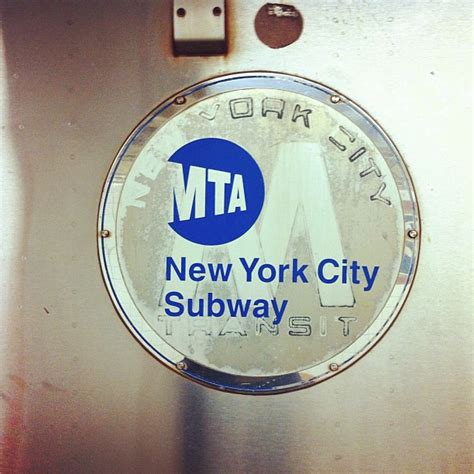 NEW YORK CITY
M
TRANSIT
MTA
New York City
Subway